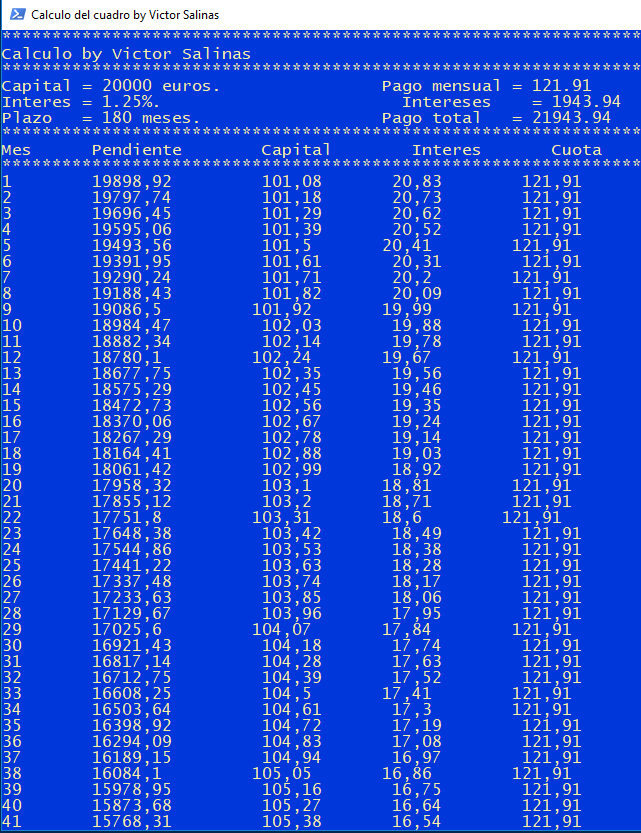 Calculo del cuadro by Victor Salinas
****************************************************************
Calculo by Victor Salinas
****************************************************************
Capital = 20000 euros. Pago mensual = 121.91
Interes = 1.25%. Intereses = 1943.94
Plazo = 180 meses. Pago total = 21943.94
****************************************************************
Mes Pendiente Capital Interes Cuota
****************************************************************
1 19898,92 101,08 20,83 121,91
2 19797,74 101,18 20,73 121,91
3 19696,45 101,29 20,62 121,91
4 19595,06 101,39 20,52 121,91
5 19493,56 101,5 20,41 121,91
6 19391,95 101,61 20,31 121,91
7 19290,24 101,71 20,2 121,91
8 19188,43 101,82 20,09 121,91
9 19086,5 101,92 19,99 121,91
10 18984,47 102,03 19,88 121,91
11 18882,34 102,14 19,78 121,91
12 18780,1 102,24 19,67 121,91
13 18677,75 102,35 19,56 121,91
14 18575,29 102,45 19,46 121,91
15 18472,73 102,56 19,35 121,91
16 18370,06 102,67 19,24 121,91
17 18267,29 102,78 19,14 121,91
18 18164,41 102,88 19,03 121,91
19 18061,42 102,99 18,92 121,91
20 17958,32 103,1 18,81 121,91
21 17855,12 103,2 18,71 121,91
22 17751,8 103,31 18,6 121,91
23 17648,38 103,42 18,49 121,91
24 17544,86 103,53 18,38 121,91
25 17441,22 103,63 18,28 121,91
26 17337,48 103,74 18,17 121,91
27 17233,63 103,85 18,06 121,91
28 17129,67 103,96 17,95 121,91
29 17025,6 104,07 17,84 121,91
30 16921,43 104,18 17,74 121,91
31 16817,14 104,28 17,63 121,91
32 16712,75 104,39 17,52 121,91
33 16608,25 104,5 17,41 121,91
34 16503,64 104,61 17,3 121,91
35 16398,92 104,72 17,19 121,91
36 16294,09 104,83 17,08 121,91
37 16189,15 104,94 16,97 121,91
38 16084,1 105,05 16,86 121,91
39 15978,95 105,16 16,75 121,91
40 15873,68 105,27 16,64 121,91
41 15768,31 105,38 16,54 121,91